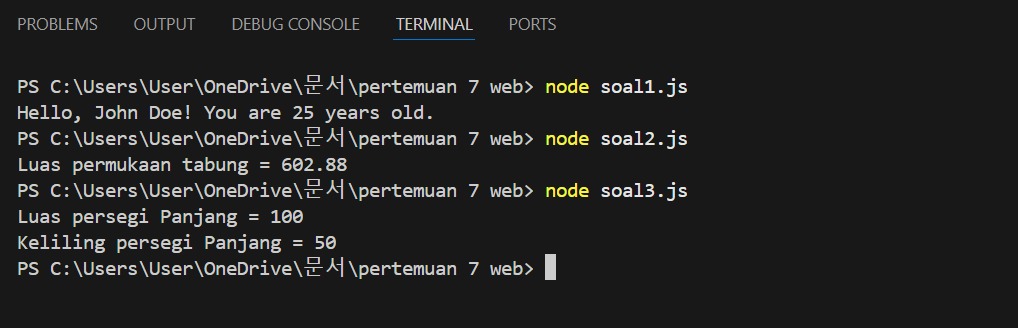 PROBLEMS OUTPUT DEBUG CONSOLE TERMINAL PORTS
PS C:\Users\User\OneDrive\문서\pertemuan 7 web> node soal1.js
Hello, John Doe! You are 25 years old.
PS C:\Users\User\OneDrive\문서\pertemuan 7 web> node soal2.js
Luas permukaan tabung = 602.88
PS C:\Users\User\OneDrive\문서\pertemuan 7 web> node soal3.js
Luas persegi Panjang = 100
Keliling persegi Panjang = 50
PS C:\Users\User\OneDrive\문서\pertemuan 7 web>